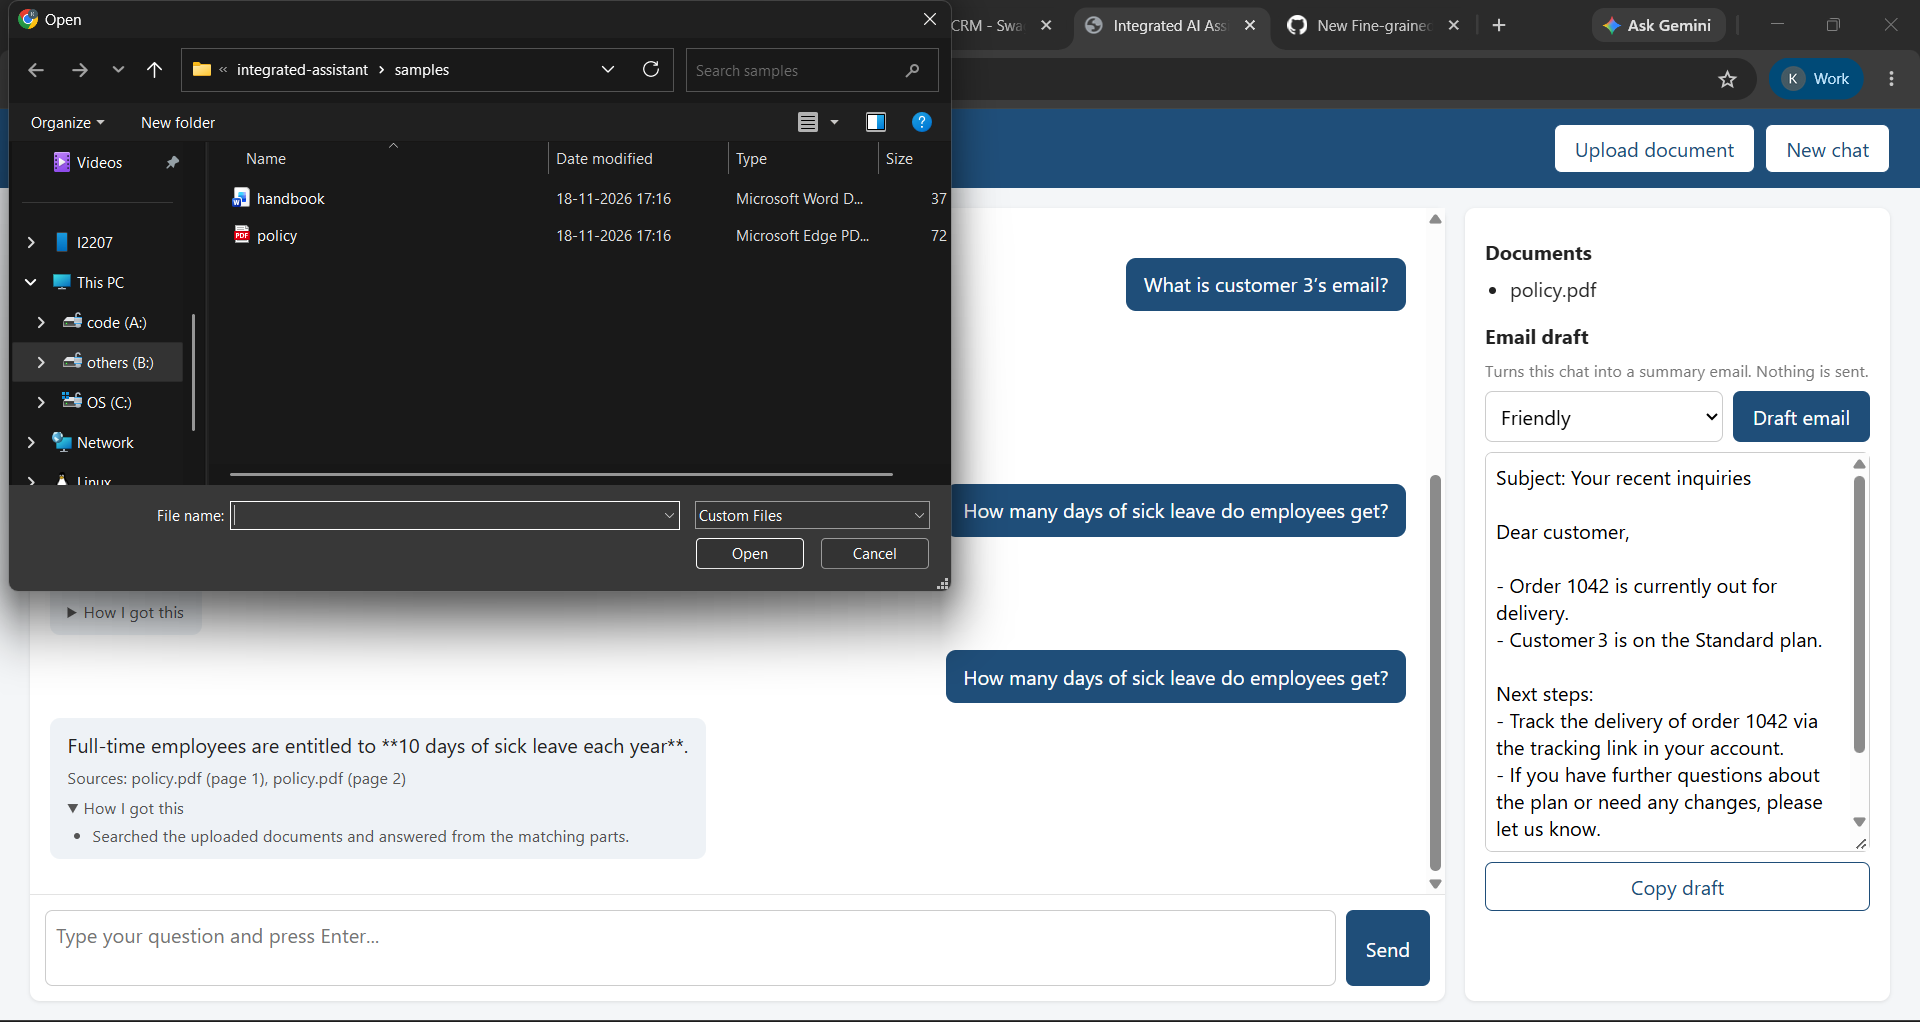 Open
CRM - Swa
Integrated AI Ass
New Fine-graine
Ask Gemini
« integrated-assistant › samples
Search samples
K Work
Organize
New folder
Upload document
New chat
Name
Date modified
Type
Size
Videos
handbook
18-11-2026 17:16
Microsoft Word D...
37
policy
18-11-2026 17:16
Microsoft Edge PD...
72
I2207
This PC
code (A:)
others (B:)
OS (C:)
Network
Linux
File name:
Custom Files
Open
Cancel
What is customer 3's email?
How many days of sick leave do employees get?
How I got this
How many days of sick leave do employees get?
Full-time employees are entitled to **10 days of sick leave each year**.
Sources: policy.pdf (page 1), policy.pdf (page 2)
How I got this
• Searched the uploaded documents and answered from the matching parts.
Type your question and press Enter...
Send
Documents
• policy.pdf
Email draft
Turns this chat into a summary email. Nothing is sent.
Friendly
Draft email
Subject: Your recent inquiries
Dear customer,
- Order 1042 is currently out for
delivery.
- Customer 3 is on the Standard plan.
Next steps:
- Track the delivery of order 1042 via
the tracking link in your account.
- If you have further questions about
the plan or need any changes, please
let us know.
Copy draft